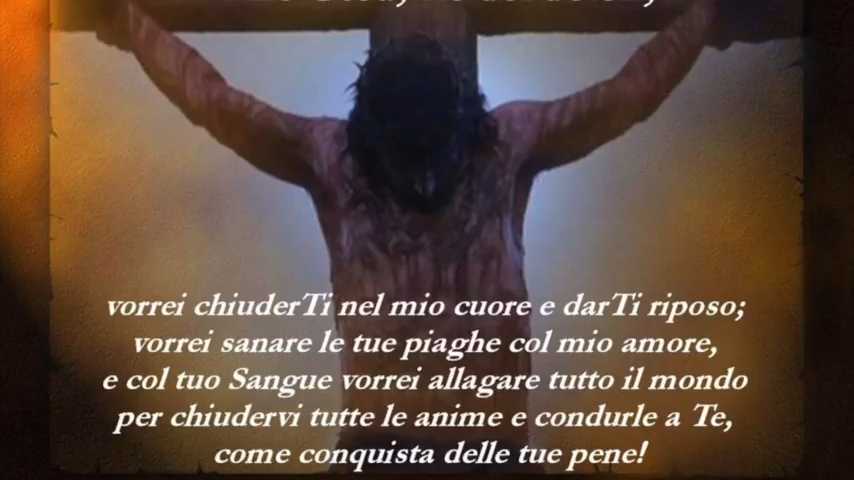 vorrei chiuderTi nel mio cuore e darTi riposo;
vorrei sanare le tue piaghe col mio amore,
e col tuo Sangue vorrei allagare tutto il mondo
per chiudervi tutte le anime e condurle a Te,
come conquista delle tue pene!